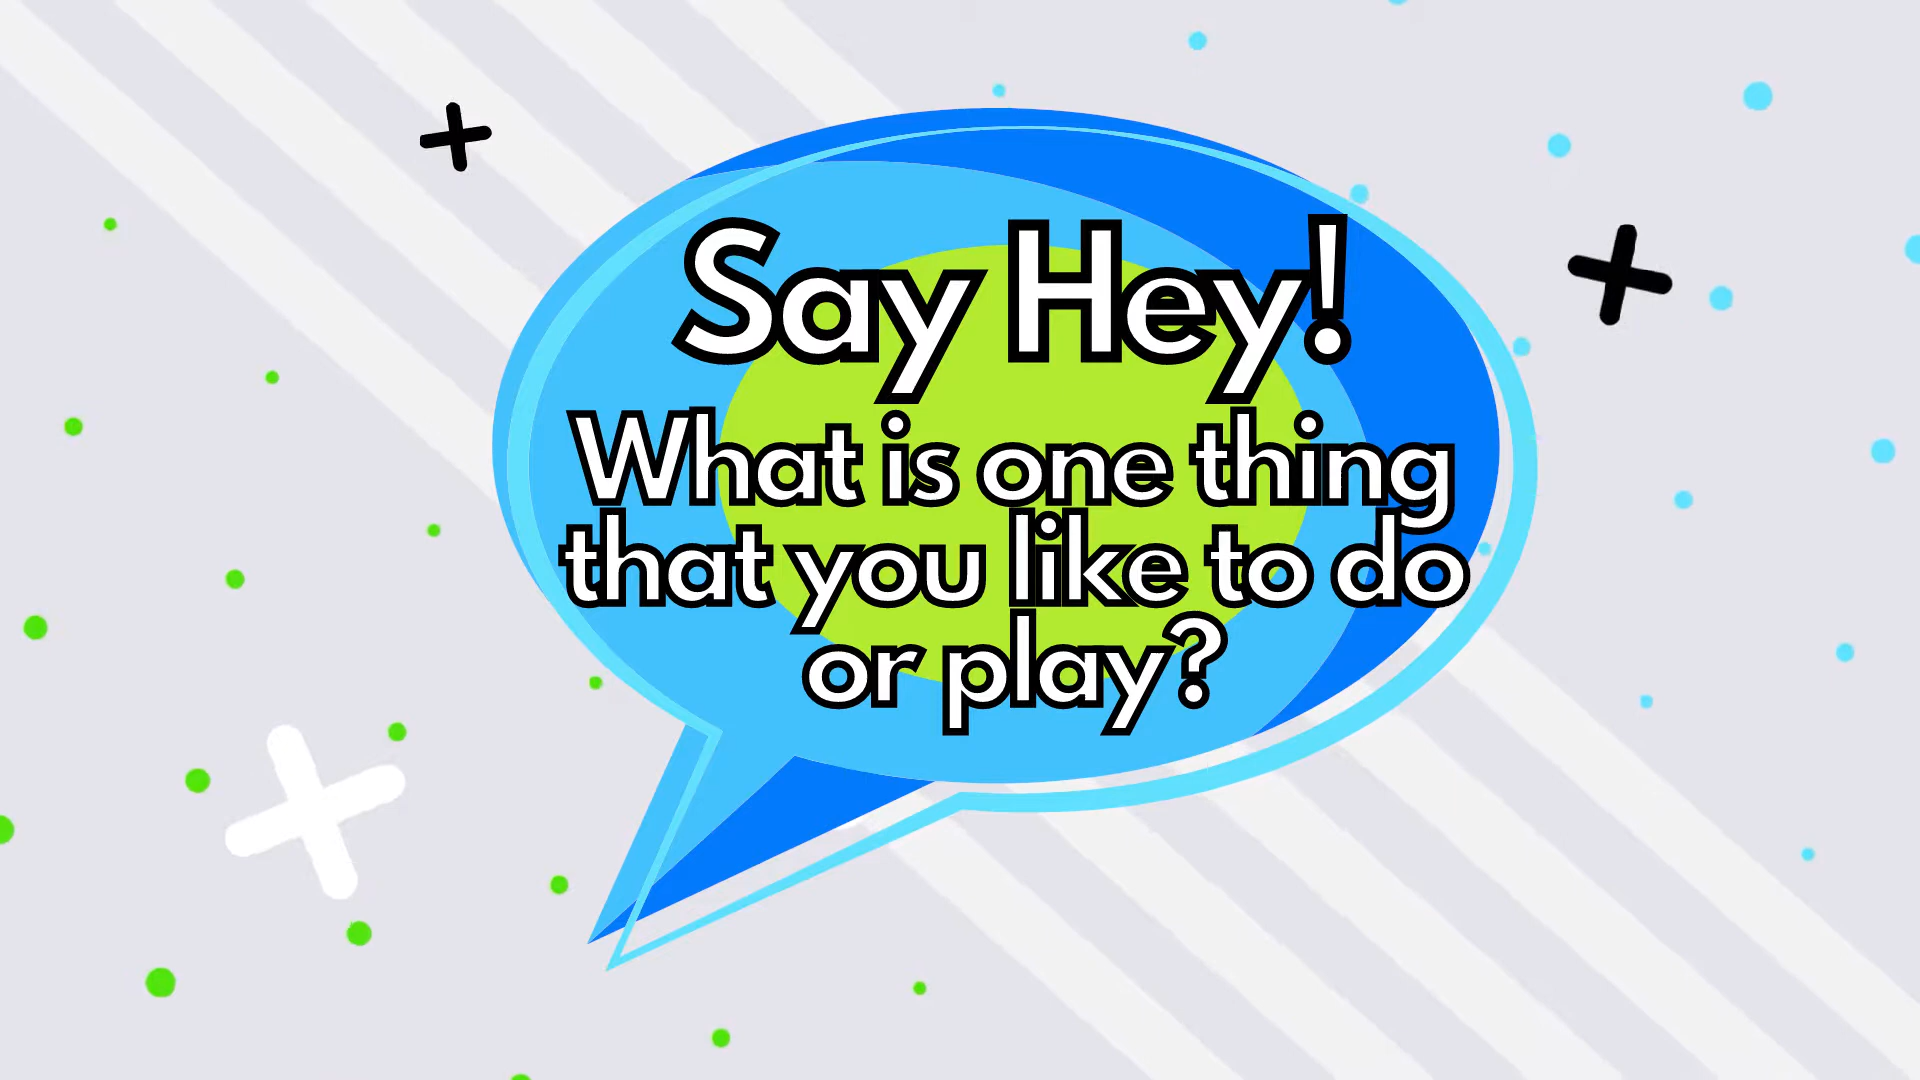 Say Hey!
What is one thing
that you like to do
or play?